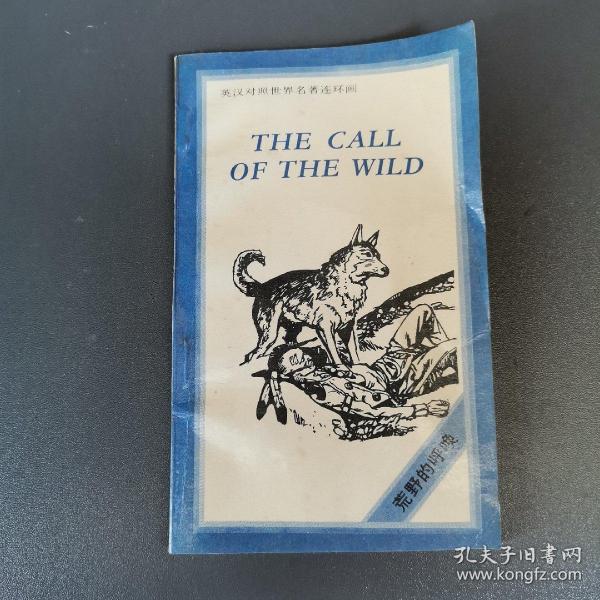 英汉对照世界名著连环画
THE CALL
OF THE WILD
荒野的呼唤
孔夫子旧书网
www.kongfz.com